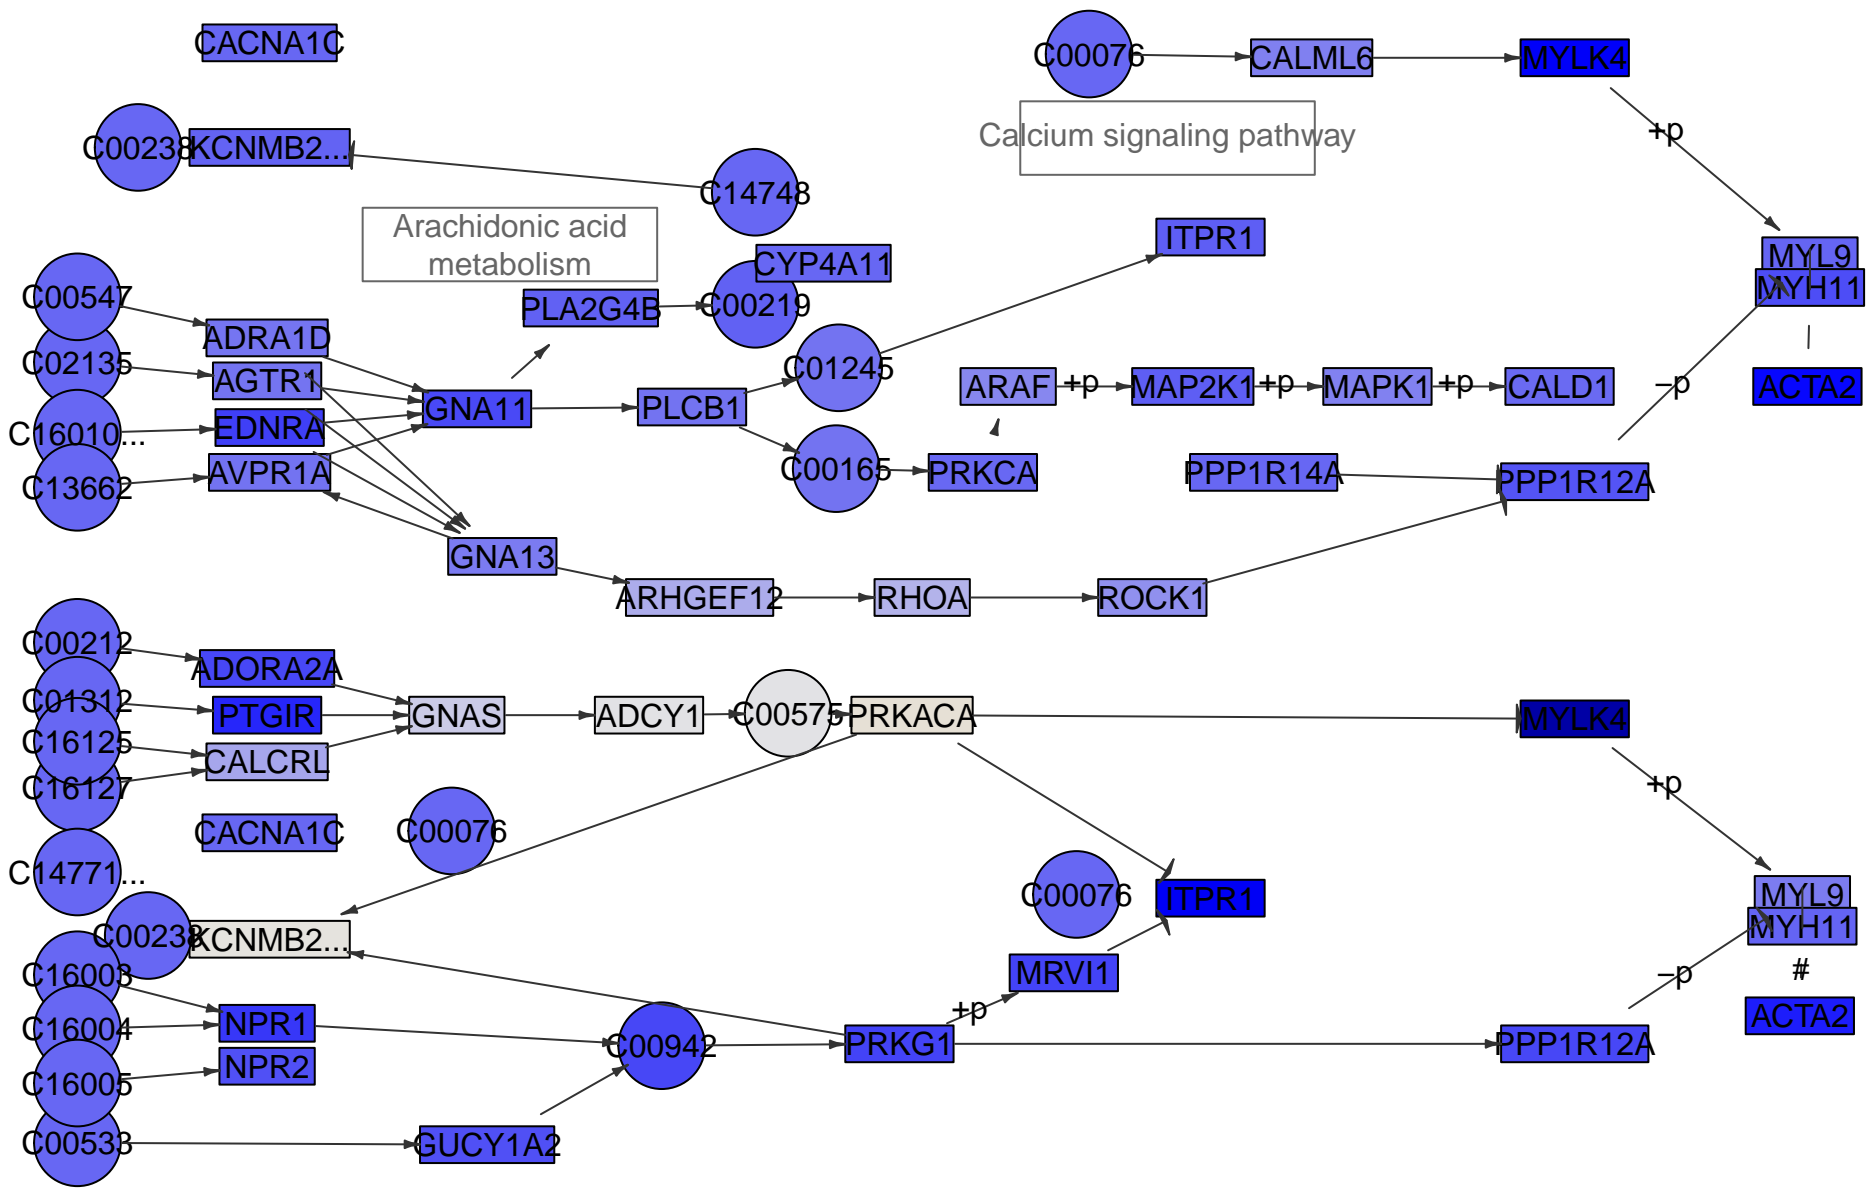 CACNA1C
C00076
CALML6
MYLK4
+p
C00238
KCNMB2...
Calcium signaling pathway
C14748
Arachidonic acid
metabolism
ITPR1
CYP4A11
MYL9
MYH11
C00547
PLA2G4B
C00219
ADRA1D
C02135
AGTR1
C01245
ARAF
+p
MAP2K1
+p
MAPK1
+p
CALD1
–p
ACTA2
GNA11
PLCB1
C16010...
EDNRA
C13662
AVPR1A
C00165
PRKCA
PPP1R14A
PPP1R12A
GNA13
ARHGEF12
RHOA
ROCK1
C00212
ADORA2A
C01312
PTGIR
GNAS
ADCY1
C00575
PRKACA
MYLK4
C16125
CALCRL
C16127
+p
CACNA1C
C00076
C14771...
C00076
ITPR1
MYL9
MYH11
C00238
KCNMB2...
C16003
MRVI1
–p
#
+p
C16004
NPR1
ACTA2
C00942
PRKG1
PPP1R12A
NPR2
C16005
C00533
GUCY1A2